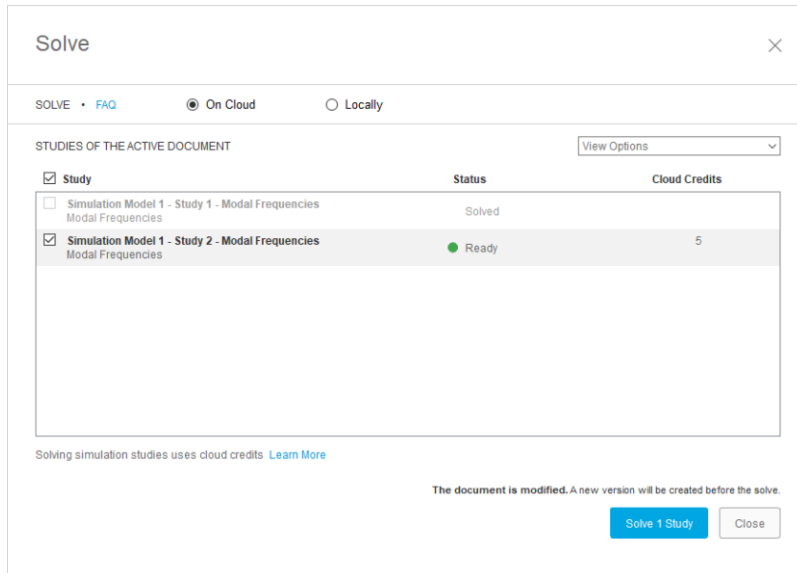 Solve
SOLVE • FAQ On Cloud Locally
STUDIES OF THE ACTIVE DOCUMENT View Options
Study Status Cloud Credits
Simulation Model 1 - Study 1 - Modal Frequencies
Modal Frequencies
Solved
Simulation Model 1 - Study 2 - Modal Frequencies
Modal Frequencies
Ready
5
Solving simulation studies uses cloud credits Learn More
The document is modified. A new version will be created before the solve.
Solve 1 Study Close